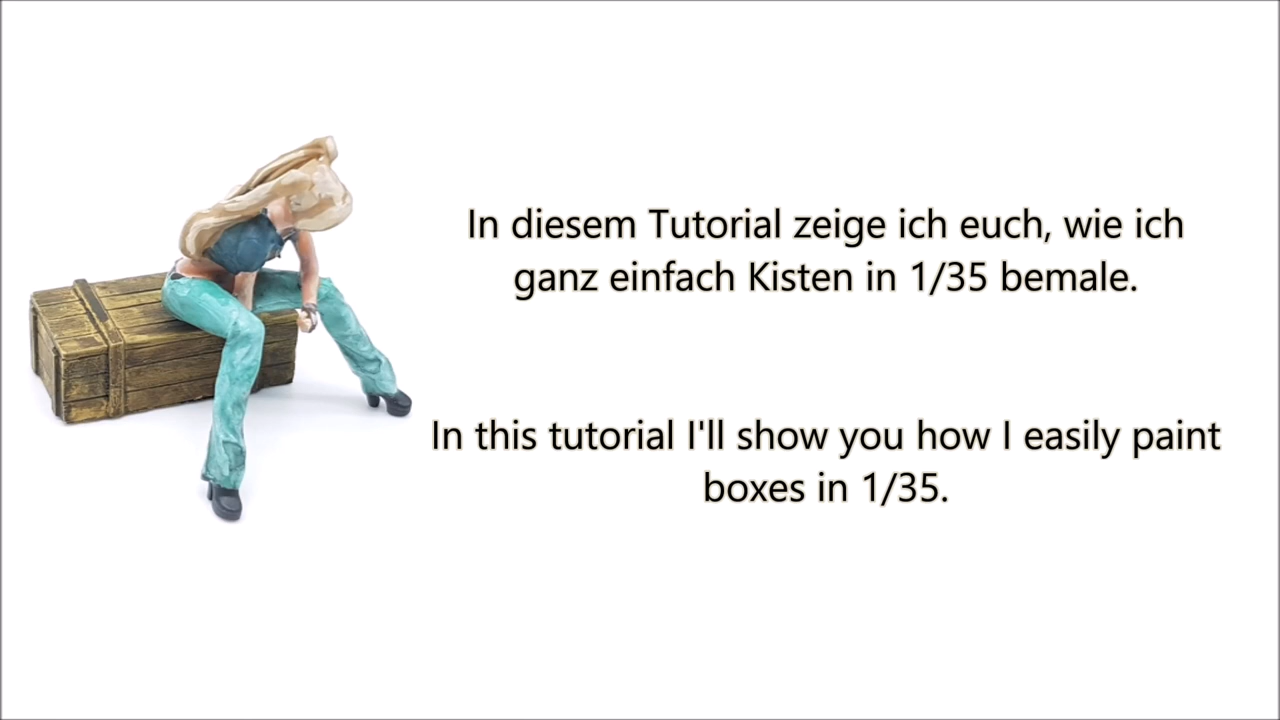 In diesem Tutorial zeige ich euch, wie ich
ganz einfach Kisten in 1/35 bemale.
In this tutorial I'll show you how I easily paint
boxes in 1/35.